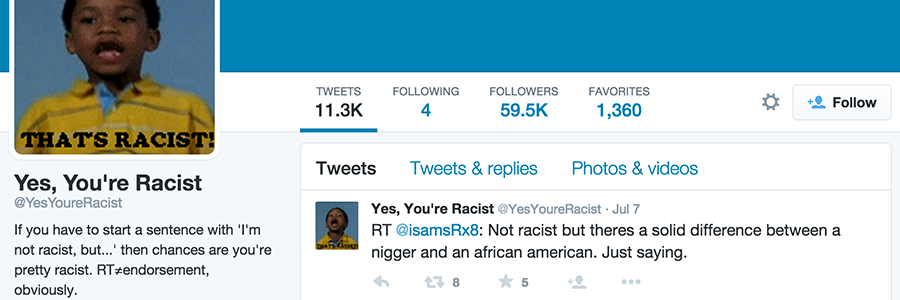 THAT'S RACIST!
Yes, You're Racist
@YesYoureRacist
If you have to start a sentence with 'I'm
not racist, but...' then chances are you're
pretty racist. RT≠endorsement,
obviously.
TWEETS
11.3K
FOLLOWING
4
FOLLOWERS
59.5K
FAVORITES
1,360
Follow
Tweets
Tweets & replies
Photos & videos
THAT'S RACIST!
Yes, You're Racist @YesYoureRacist · Jul 7
RT @isamsRx8: Not racist but theres a solid difference between a
nigger and an african american. Just saying.
8
5